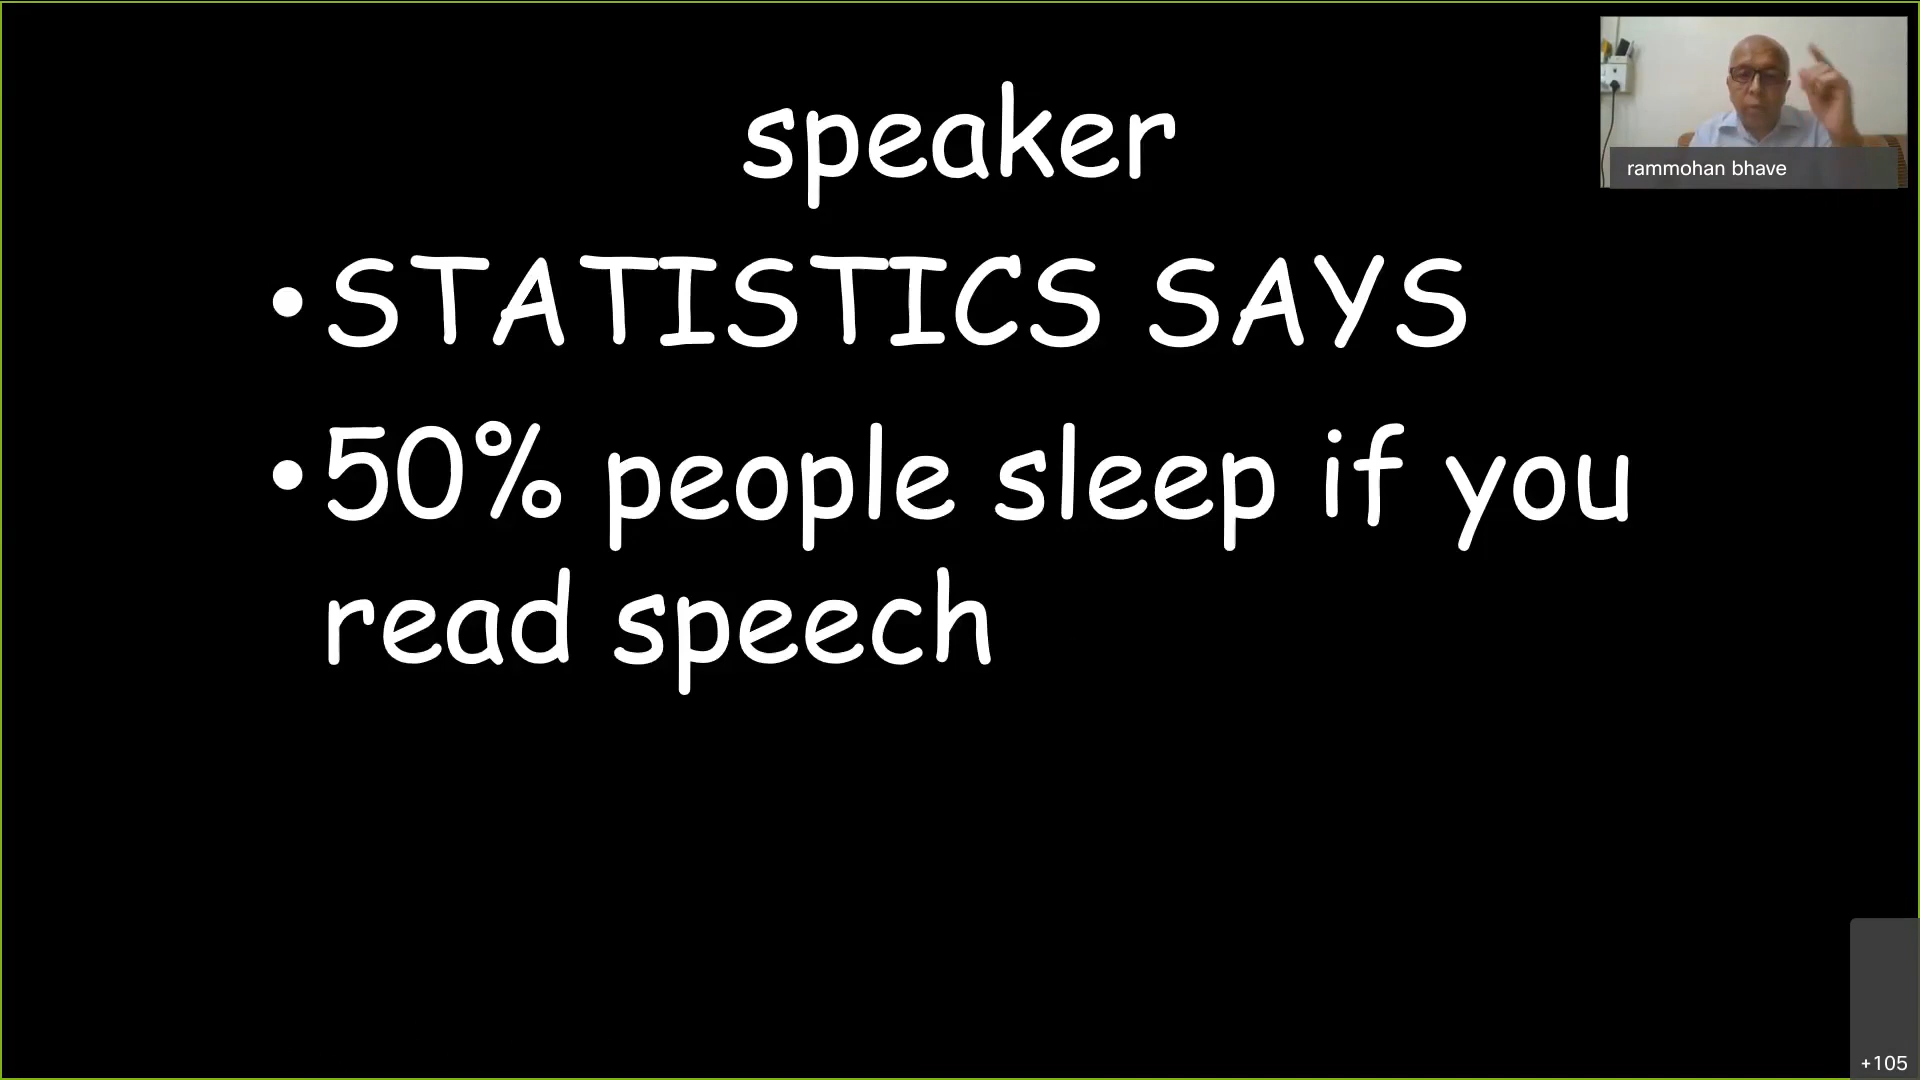 speaker
rammohan bhave
• STATISTICS SAYS
• 50% people sleep if you
read speech
+105